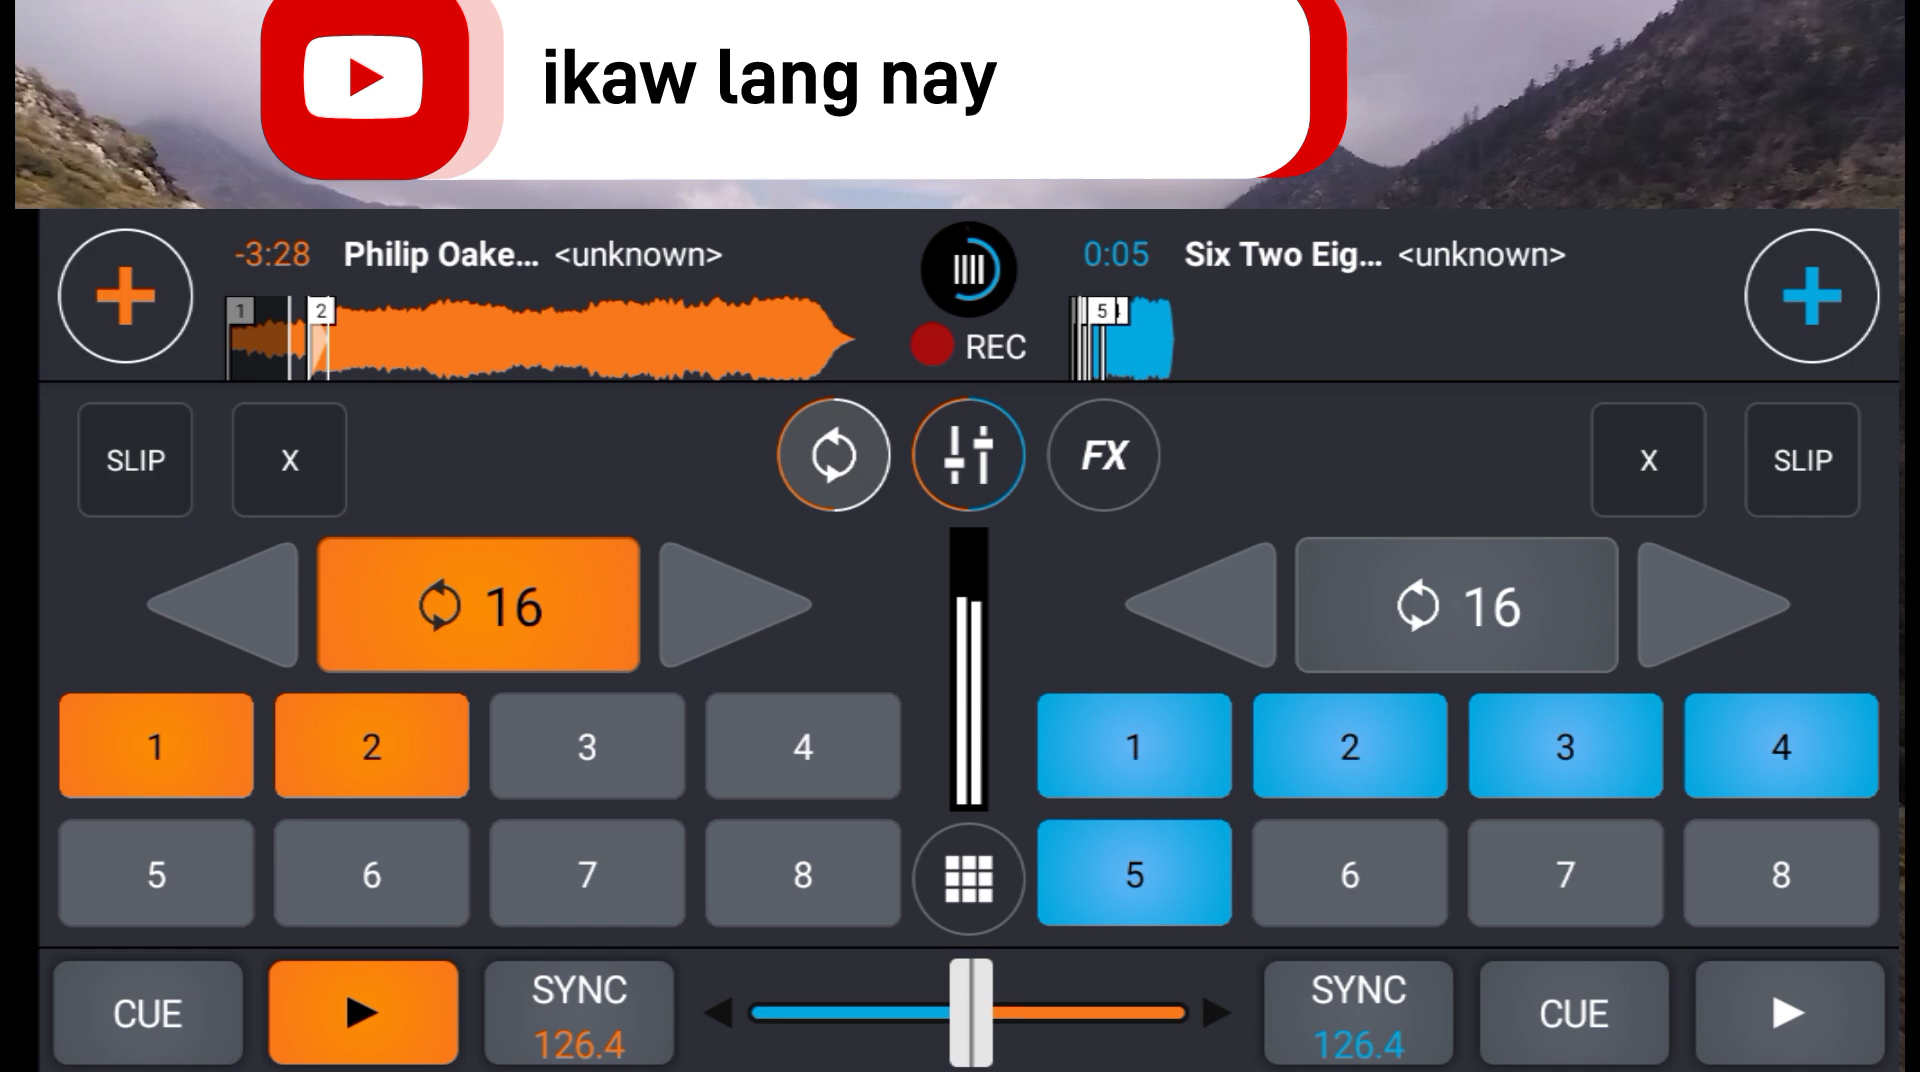 ikaw lang nay
-3:28 Philip Oake... <unknown>
0:05 Six Two Eig... <unknown>
1 2
5
REC
SLIP X FX X SLIP
16 16
1 2 3 4 1 2 3 4
5 6 7 8 5 6 7 8
CUE SYNC 126.4 SYNC 126.4 CUE